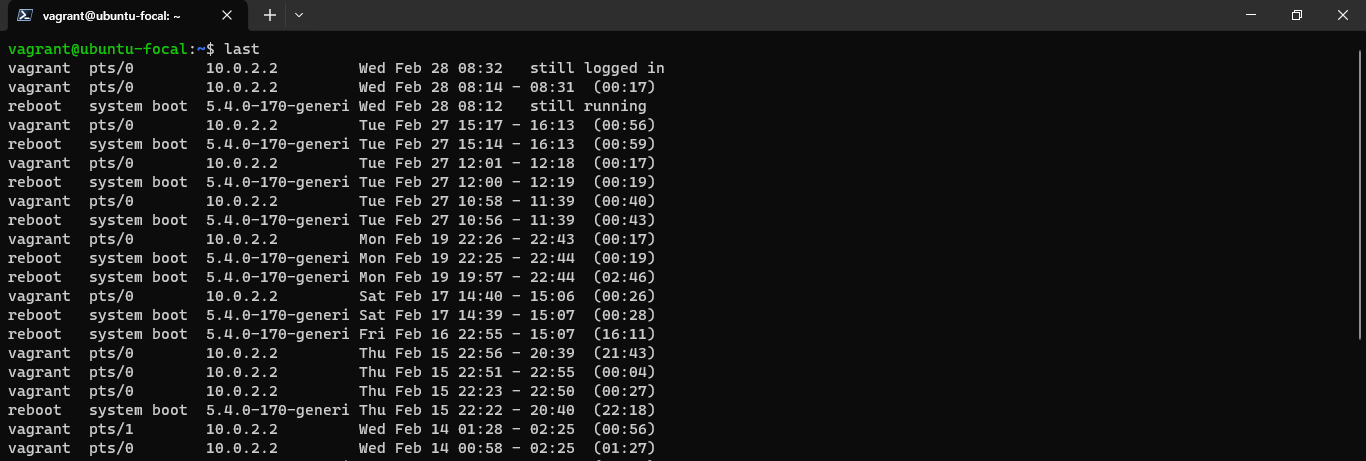 vagrant@ubuntu-focal: ~
vagrant@ubuntu-focal:~$ last
vagrant  pts/0        10.0.2.2         Wed Feb 28 08:32   still logged in
vagrant  pts/0        10.0.2.2         Wed Feb 28 08:14 - 08:31  (00:17)
reboot   system boot  5.4.0-170-generi Wed Feb 28 08:12   still running
vagrant  pts/0        10.0.2.2         Tue Feb 27 15:17 - 16:13  (00:56)
reboot   system boot  5.4.0-170-generi Tue Feb 27 15:14 - 16:13  (00:59)
vagrant  pts/0        10.0.2.2         Tue Feb 27 12:01 - 12:18  (00:17)
reboot   system boot  5.4.0-170-generi Tue Feb 27 12:00 - 12:19  (00:19)
vagrant  pts/0        10.0.2.2         Tue Feb 27 10:58 - 11:39  (00:40)
reboot   system boot  5.4.0-170-generi Tue Feb 27 10:56 - 11:39  (00:43)
vagrant  pts/0        10.0.2.2         Mon Feb 19 22:26 - 22:43  (00:17)
reboot   system boot  5.4.0-170-generi Mon Feb 19 22:25 - 22:44  (00:19)
reboot   system boot  5.4.0-170-generi Mon Feb 19 19:57 - 22:44  (02:46)
vagrant  pts/0        10.0.2.2         Sat Feb 17 14:40 - 15:06  (00:26)
reboot   system boot  5.4.0-170-generi Sat Feb 17 14:39 - 15:07  (00:28)
reboot   system boot  5.4.0-170-generi Fri Feb 16 22:55 - 15:07  (16:11)
vagrant  pts/0        10.0.2.2         Thu Feb 15 22:56 - 20:39  (21:43)
vagrant  pts/0        10.0.2.2         Thu Feb 15 22:51 - 22:55  (00:04)
vagrant  pts/0        10.0.2.2         Thu Feb 15 22:23 - 22:50  (00:27)
reboot   system boot  5.4.0-170-generi Thu Feb 15 22:22 - 20:40  (22:18)
vagrant  pts/1        10.0.2.2         Wed Feb 14 01:28 - 02:25  (00:56)
vagrant  pts/0        10.0.2.2         Wed Feb 14 00:58 - 02:25  (01:27)